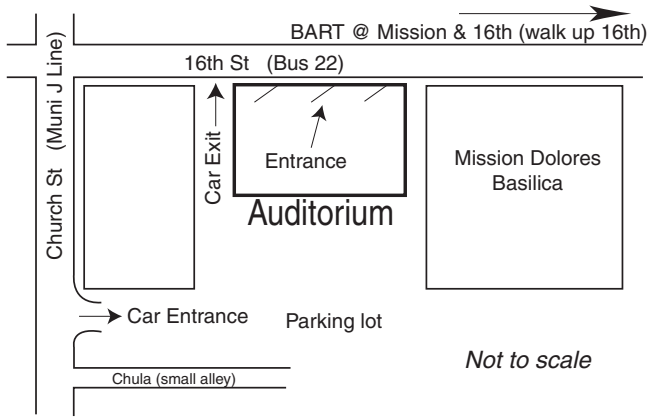 BART @ Mission & 16th (walk up 16th)
16th St   (Bus 22)
Church St   (Muni J Line)
Car Exit
Entrance
Auditorium
Mission Dolores
Basilica
Car Entrance
Parking lot
Not to scale
Chula (small alley)